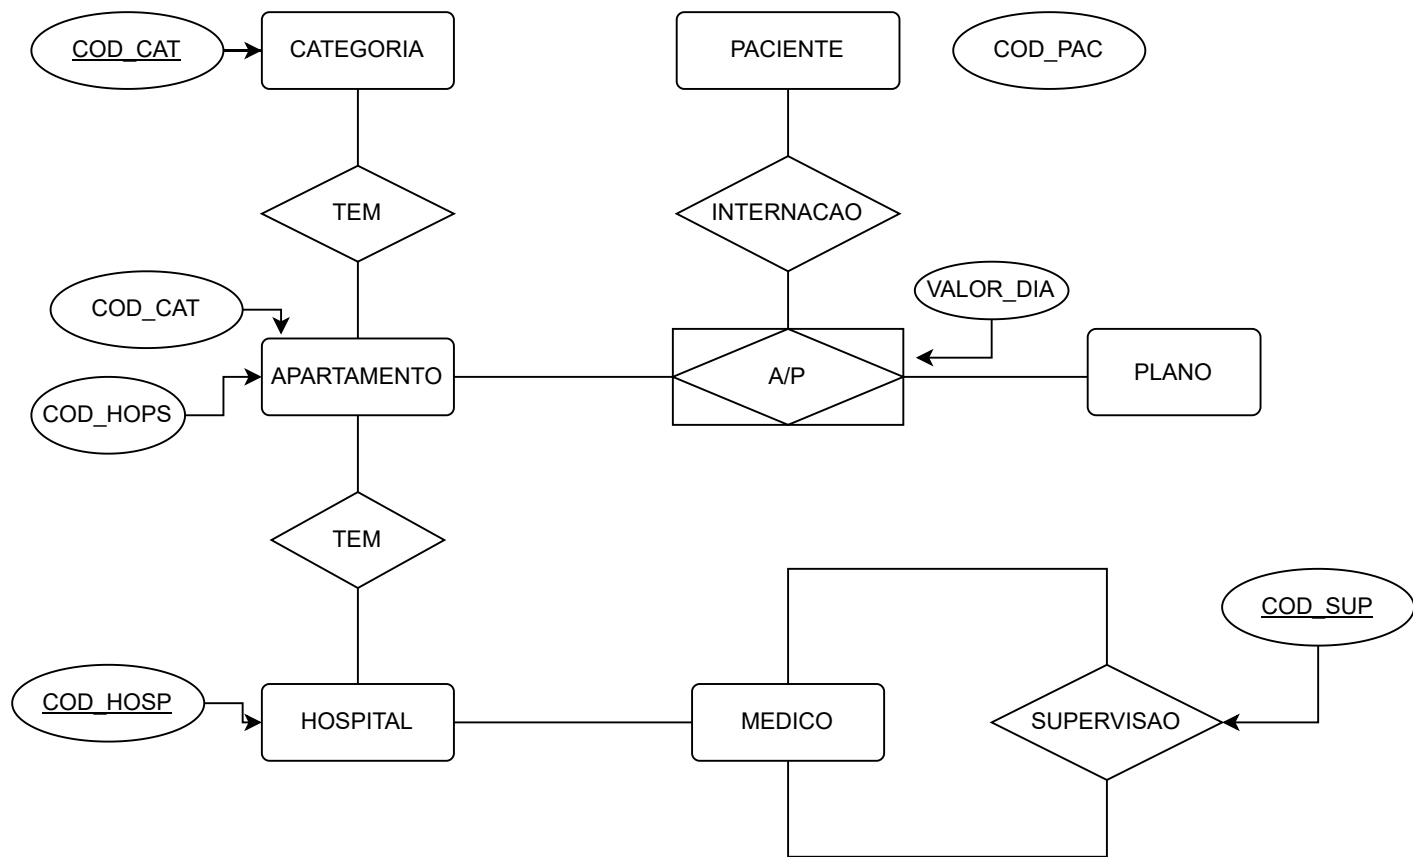 COD_CAT
CATEGORIA
PACIENTE
COD_PAC
TEM
INTERNACAO
COD_CAT
VALOR_DIA
APARTAMENTO
A/P
PLANO
COD_HOPS
TEM
COD_SUP
COD_HOSP
HOSPITAL
MEDICO
SUPERVISAO